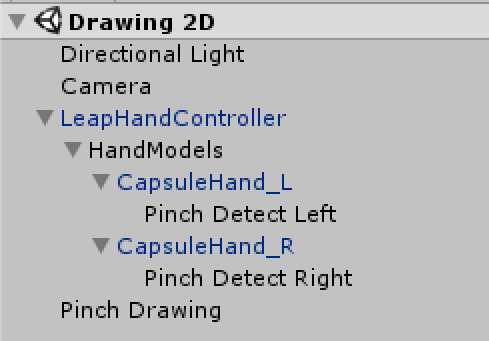 Drawing 2D
Directional Light
Camera
LeapHandController
HandModels
CapsuleHand_L
Pinch Detect Left
CapsuleHand_R
Pinch Detect Right
Pinch Drawing